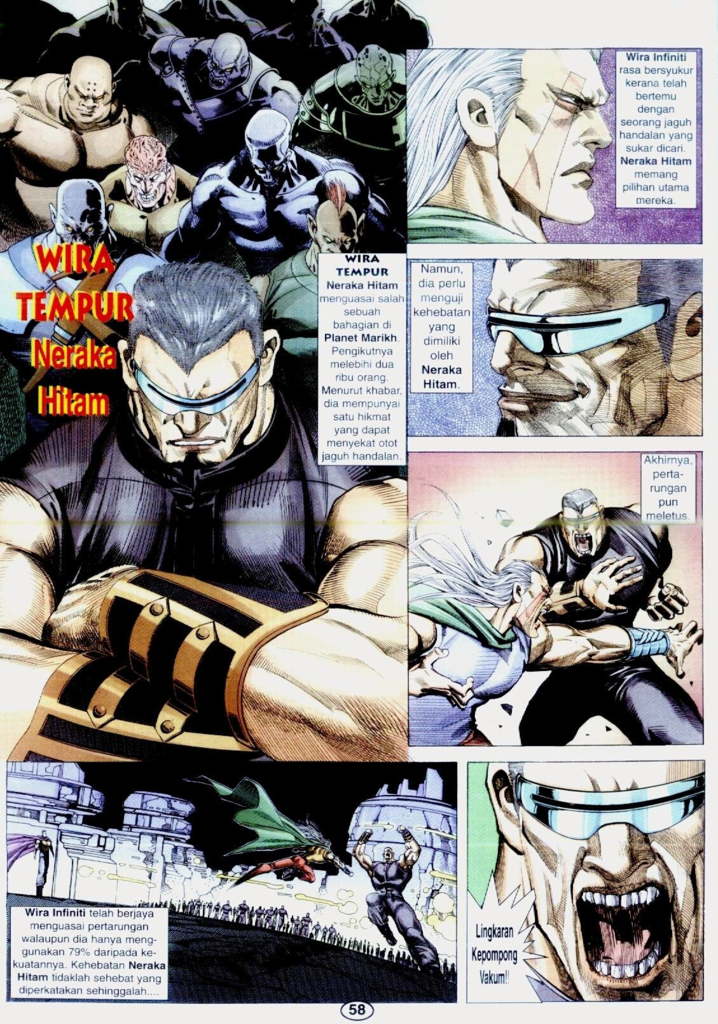 WIRA
TEMPUR
Neraka
Hitam
WIRA
TEMPUR
Neraka Hitam
menguasai salah
sebuah
bahagian di
Planet Marikh.
Pengikutnya
melebihi dua
ribu orang.
Menurut khabar,
dia mempunyai
satu hikmat
yang dapat
menyekat otot
jaguh handalan.
Wira Infiniti
rasa bersyukur
kerana telah
bertemu
dengan
seorang jaguh
handalan yang
sukar dicari.
Neraka Hitam
memang
pilihan utama
mereka.
Namun,
dia perlu
menguji
kehebatan
yang
dimiliki
oleh
Neraka
Hitam.
Akhirnya,
perta-
rungan
pun
meletus.
Wira Infiniti telah berjaya
menguasai pertarungan
walaupun dia hanya meng-
gunakan 79% daripada ke-
kuatannya. Kehebatan Neraka
Hitam tidaklah sehebat yang
diperkatakan sehinggalah....
Lingkaran
Kepompong
Vakum!!
58